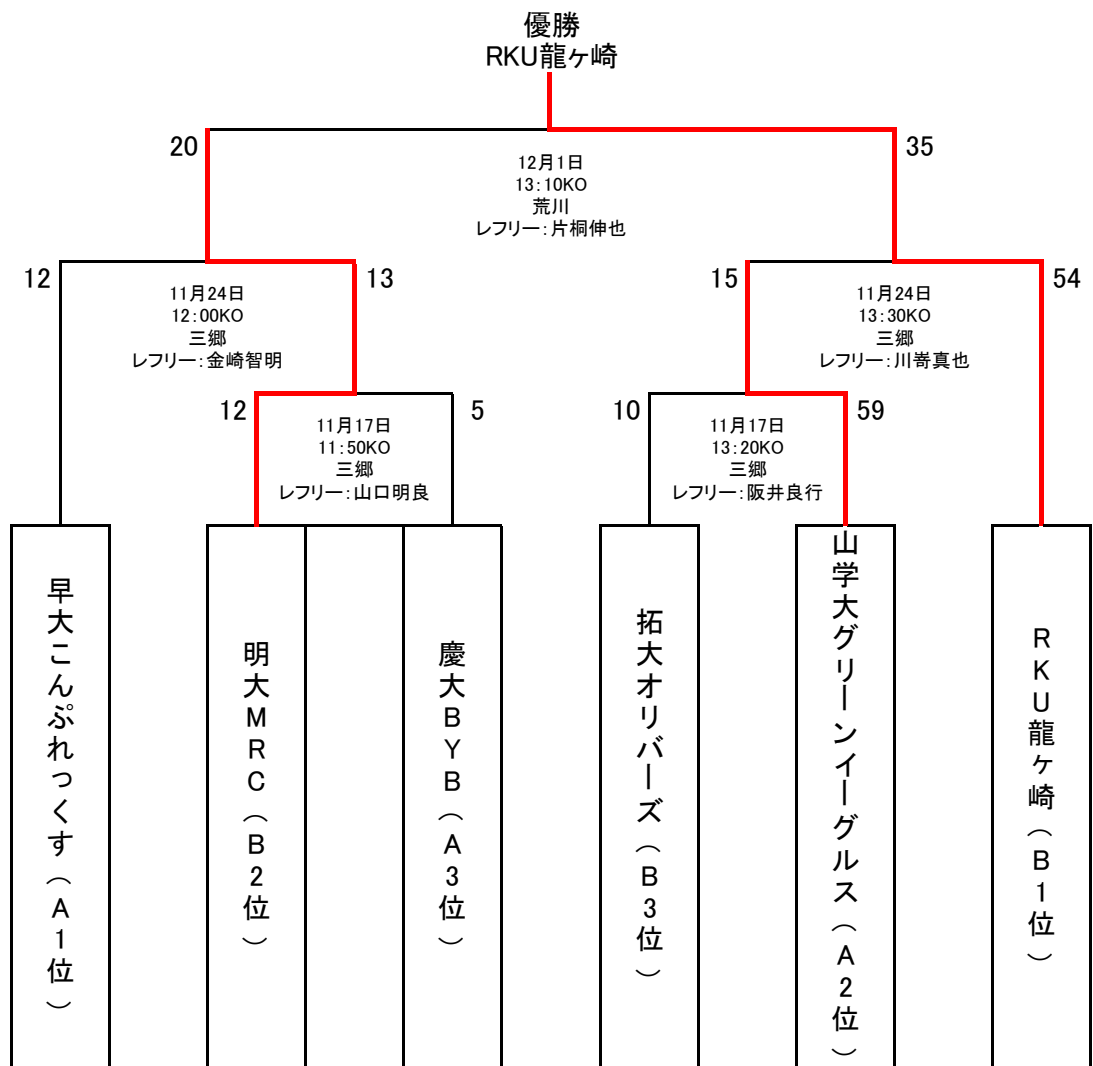 優勝
RKU龍ヶ崎
20
35
12月1日
13:10KO
荒川
レフリー:片桐伸也
12
13
15
54
11月24日
12:00KO
三郷
レフリー:金崎智明
11月24日
13:30KO
三郷
レフリー:川嵜真也
12
5
10
59
11月17日
11:50KO
三郷
レフリー:山口明良
11月17日
13:20KO
三郷
レフリー:阪井良行
早大こんぷれっくす(A1位)
明大MRC(B2位)
慶大BYB(A3位)
拓大オリバーズ(B3位)
山学大グリーンイーグルス(A2位)
RKU龍ヶ崎(B1位)